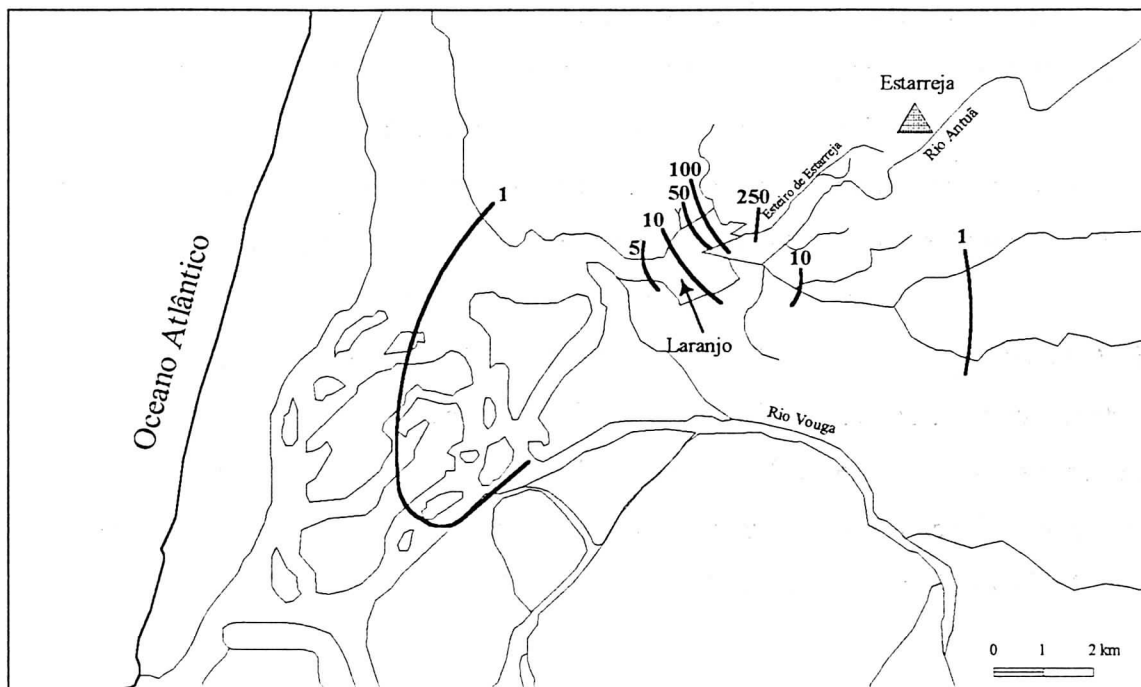 Estarreja
Rio Antuã
Esteiro de Estarreja
100
50
250
1
10
5
10
1
Oceano Atlântico
Laranjo
Rio Vouga
0 1 2 km